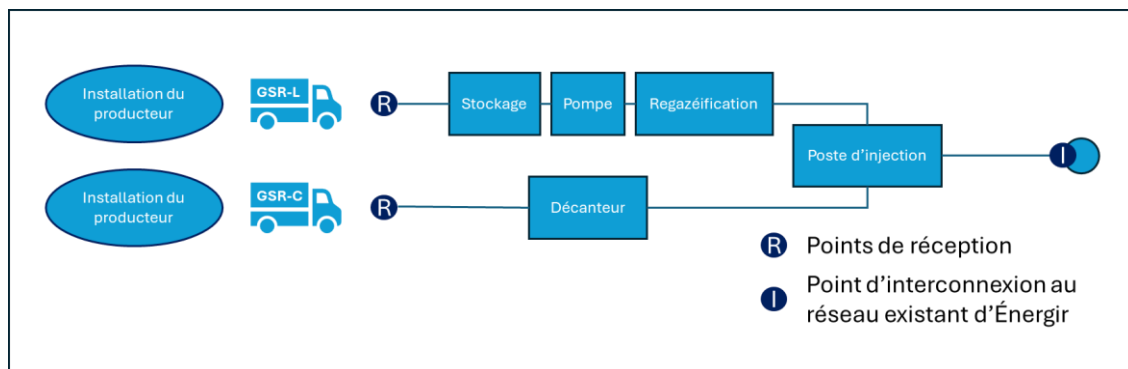 Installation du
producteur
GSR-L
R
Stockage
Pompe
Regazéification
Poste d'injection
I
Installation du
producteur
GSR-C
R
Décanteur
R Points de réception
I Point d'interconnexion au
réseau existant d'Énergir